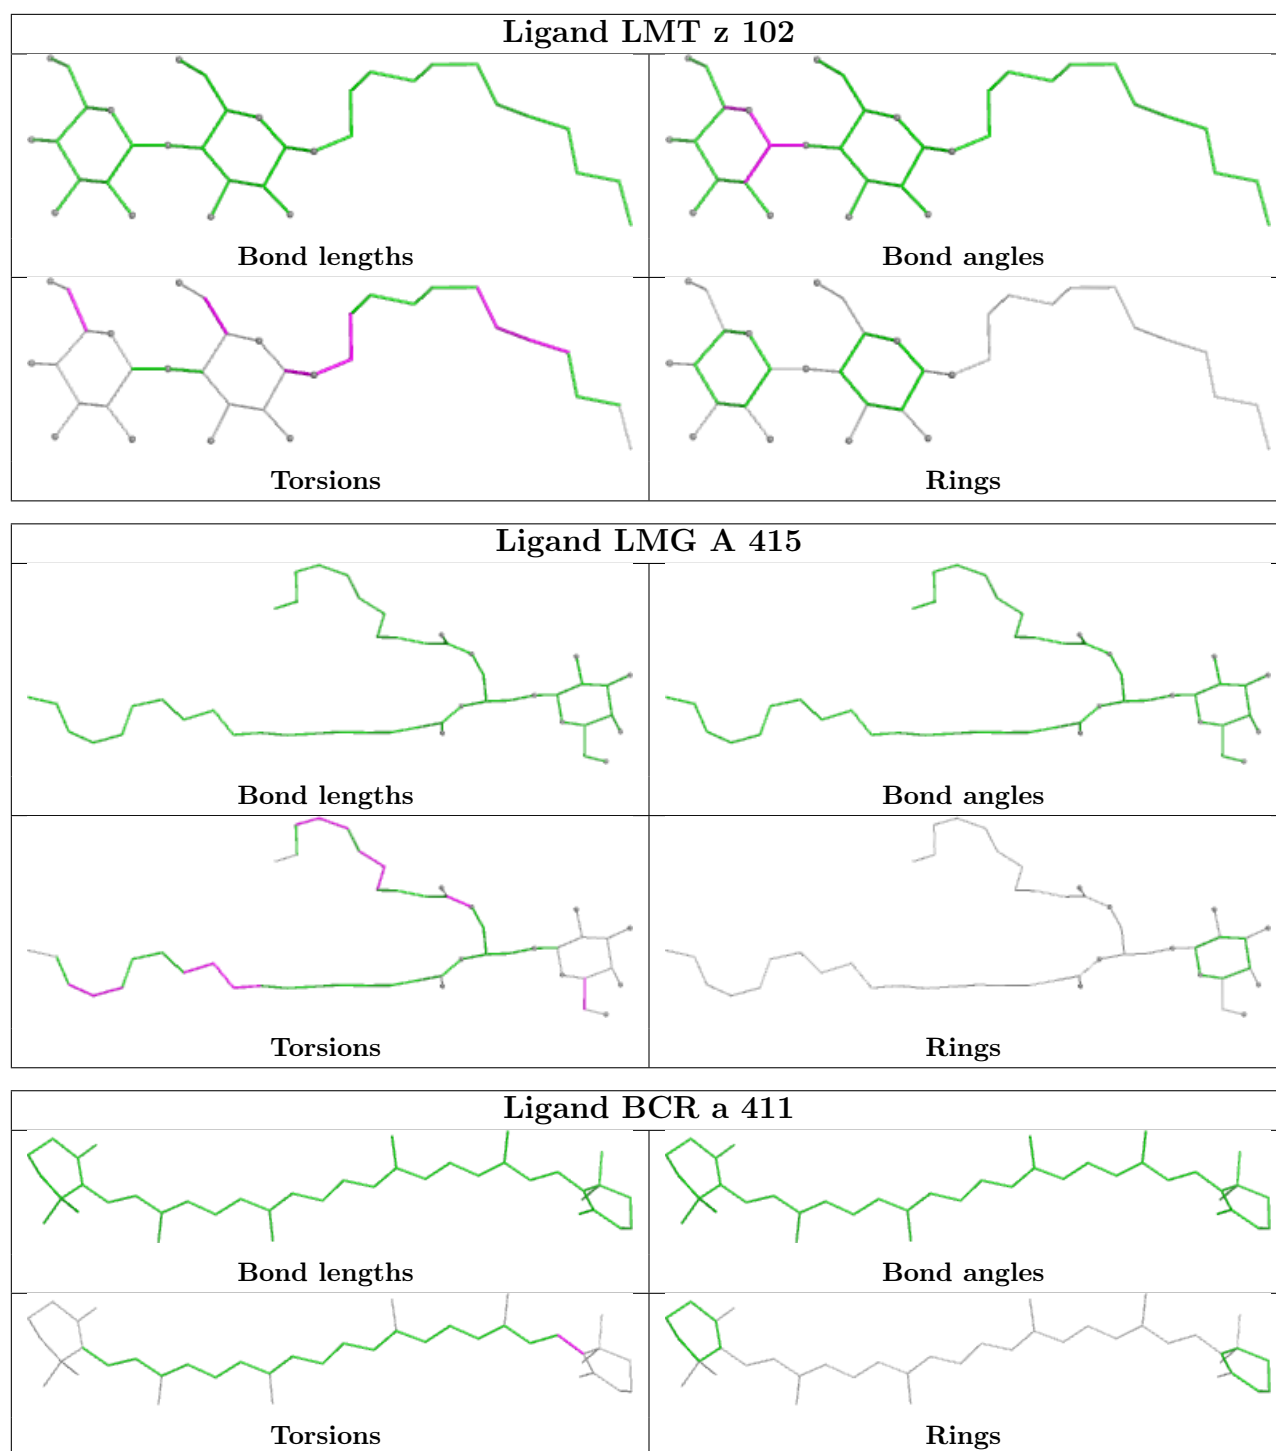 Ligand LMT z 102
Bond lengths
Bond angles
Torsions
Rings
Ligand LMG A 415
Bond lengths
Bond angles
Torsions
Rings
Ligand BCR a 411
Bond lengths
Bond angles
Torsions
Rings